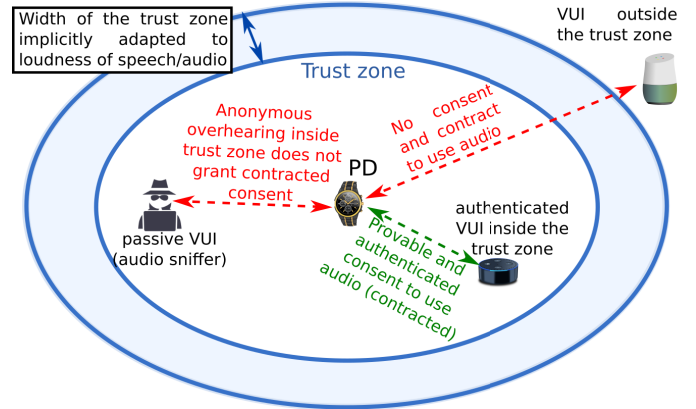 Width of the trust zone
implicitly adapted to
loudness of speech/audio
VUI outside
the trust zone
Trust zone
Anonymous
overhearing inside
trust zone does not
grant contracted
consent
No consent
and contract
to use audio
PD
passive VUI
(audio sniffer)
authenticated
VUI inside the
trust zone
Provable and
authenticated
consent to use
audio (contracted)